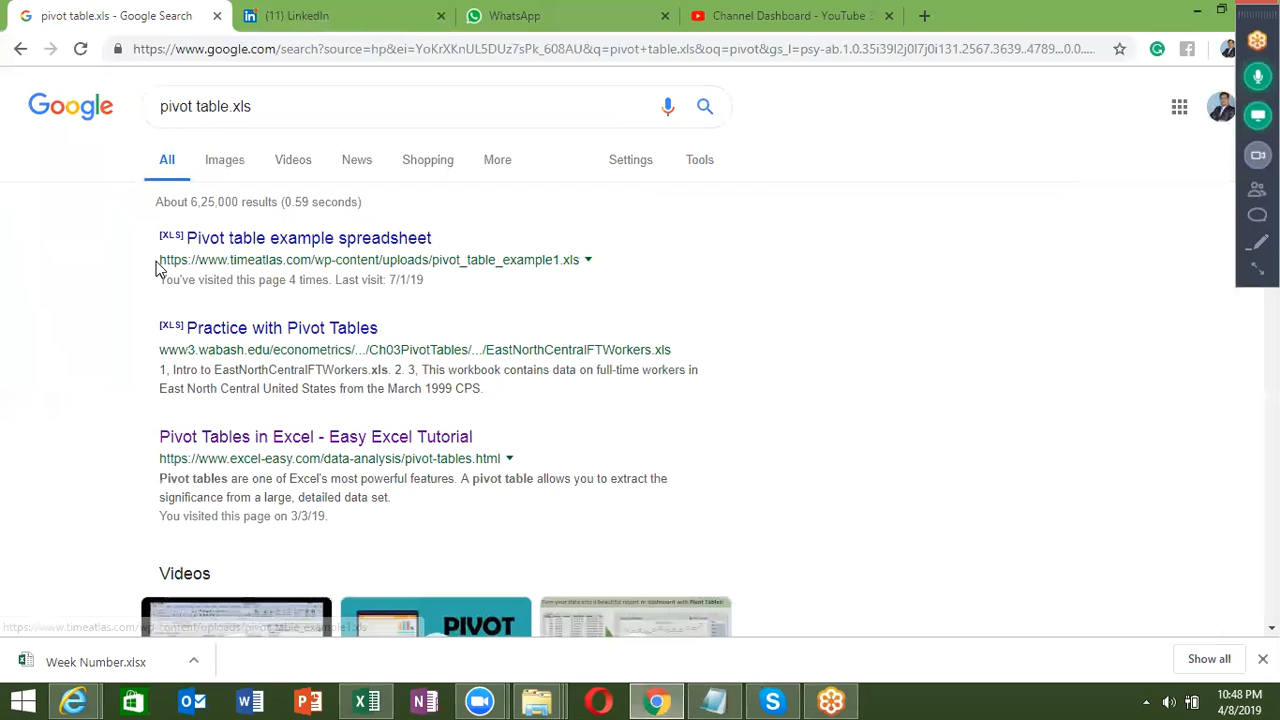 pivot table.xls - Google Search
(11) LinkedIn
WhatsApp
Channel Dashboard - YouTube
https://www.google.com/search?source=hp&ei=YoKrXKnUL5DUz7sPk_608AU&q=pivot+table.xls&oq=pivot&gs_l=psy-ab.1.0.35i39l2j0l7j0i131.2567.3639..4789...0.0....
Google
pivot table.xls
All
Images
Videos
News
Shopping
More
Settings
Tools
About 6,25,000 results (0.59 seconds)
[XLS] Pivot table example spreadsheet
https://www.timeatlas.com/wp-content/uploads/pivot_table_example1.xls
You've visited this page 4 times. Last visit: 7/1/19
[XLS] Practice with Pivot Tables
www3.wabash.edu/econometrics/.../Ch03PivotTables/.../EastNorthCentralFTWorkers.xls
1, Intro to EastNorthCentralFTWorkers.xls. 2. 3, This workbook contains data on full-time workers in
East North Central United States from the March 1999 CPS.
Pivot Tables in Excel - Easy Excel Tutorial
https://www.excel-easy.com/data-analysis/pivot-tables.html
Pivot tables are one of Excel's most powerful features. A pivot table allows you to extract the
significance from a large, detailed data set.
You visited this page on 3/3/19.
Videos
PIVOT
https://www.timeatlas.com/wp-content/uploads/pivot_table_example1.xls
Week Number.xlsx
Show all
10:48 PM
4/8/2019